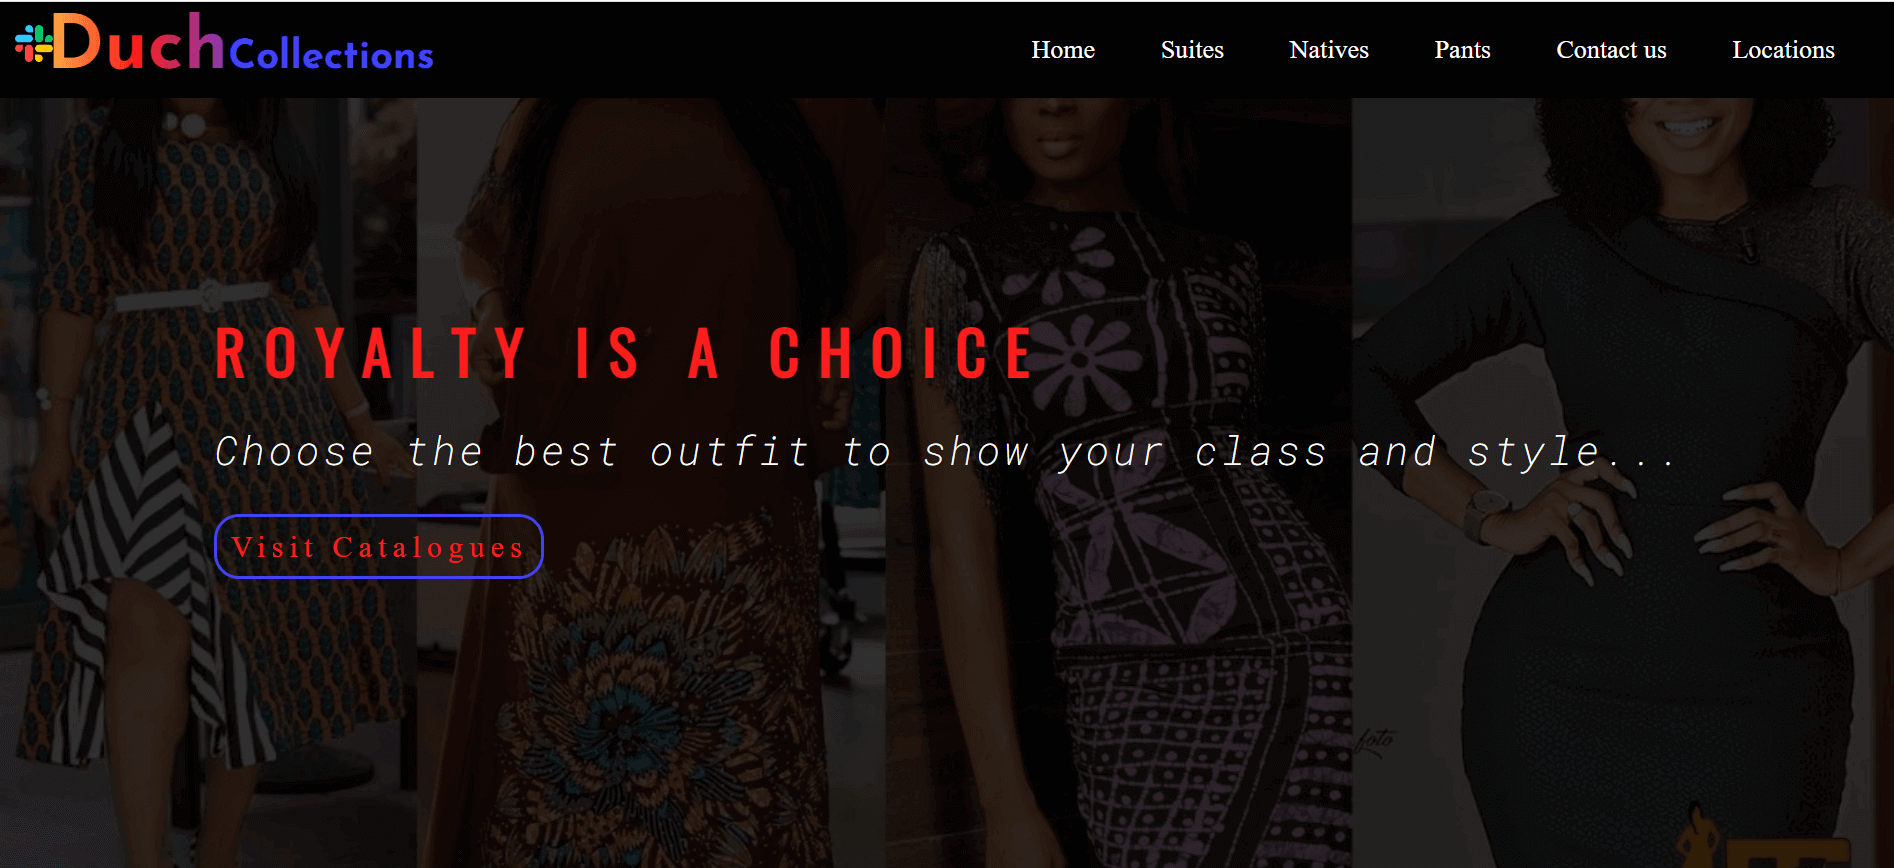 DuchCollections
Home Suites Natives Pants Contact us Locations
ROYALTY IS A CHOICE
Choose the best outfit to show your class and style...
Visit Catalogues
foto